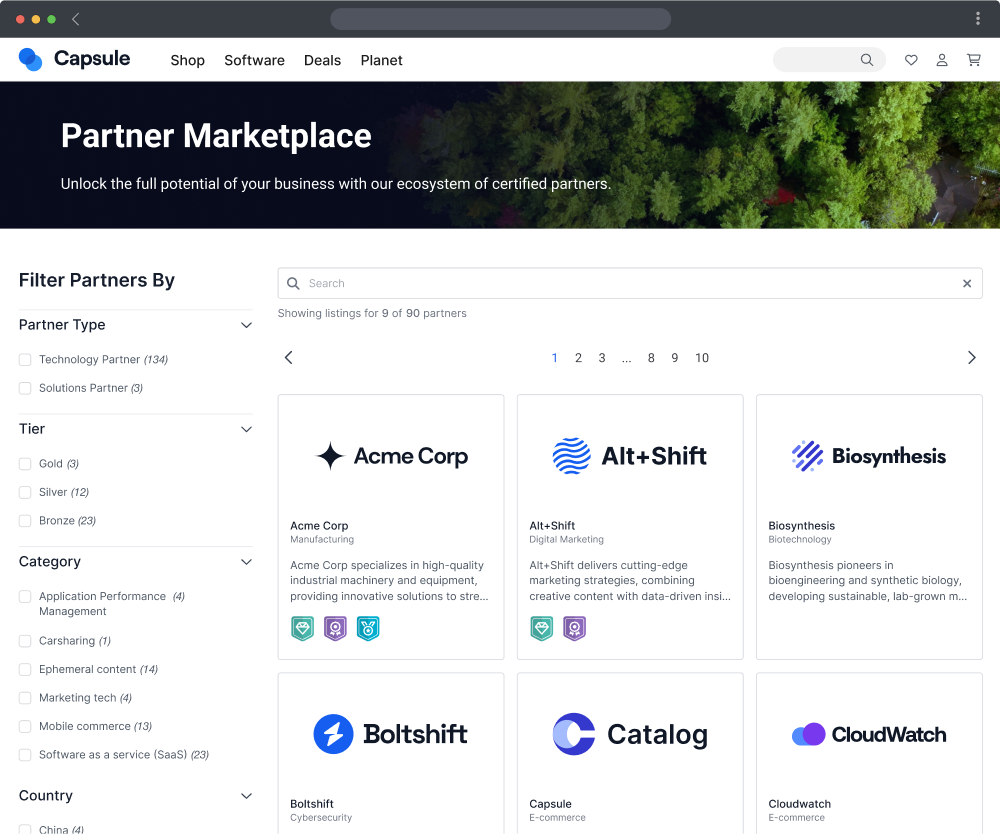 Capsule
Shop Software Deals Planet
Partner Marketplace
Unlock the full potential of your business with our ecosystem of certified partners.
Filter Partners By
Partner Type
Technology Partner (134)
Solutions Partner (3)
Tier
Gold (3)
Silver (12)
Bronze (23)
Category
Application Performance (4)
Management
Carsharing (1)
Ephemeral content (14)
Marketing tech (4)
Mobile commerce (13)
Software as a service (SaaS) (23)
Country
China (4)
Search
Showing listings for 9 of 90 partners
1 2 3 ... 8 9 10
Acme Corp
Acme Corp
Manufacturing
Acme Corp specializes in high-quality
industrial machinery and equipment,
providing innovative solutions to stre...
Alt+Shift
Alt+Shift
Digital Marketing
Alt+Shift delivers cutting-edge
marketing strategies, combining
creative content with data-driven insi...
Biosynthesis
Biosynthesis
Biotechnology
Biosynthesis pioneers in
bioengineering and synthetic biology,
developing sustainable, lab-grown m...
Boltshift
Boltshift
Cybersecurity
Catalog
Capsule
E-commerce
CloudWatch
Cloudwatch
E-commerce